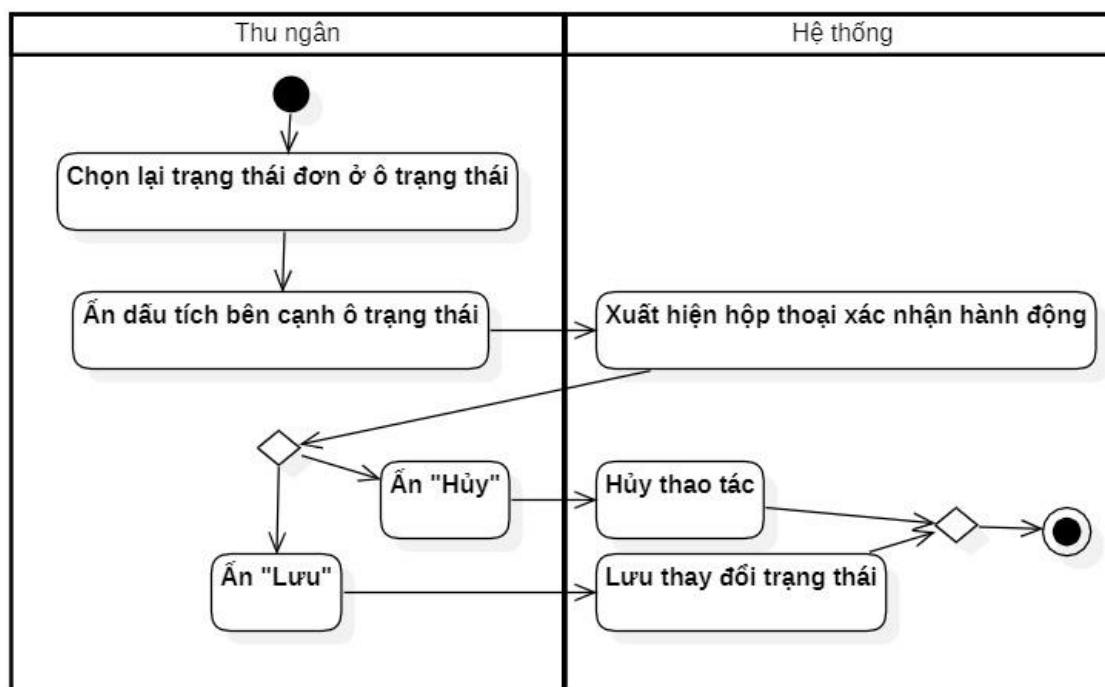 Thu ngân
Hệ thống
Chọn lại trạng thái đơn ở ô trạng thái
Ấn dấu tích bên cạnh ô trạng thái
Xuất hiện hộp thoại xác nhận hành động
Ấn "Hủy"
Hủy thao tác
Ấn "Lưu"
Lưu thay đổi trạng thái